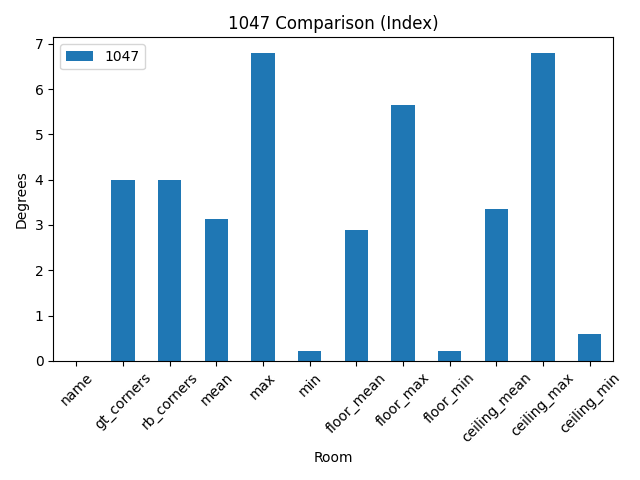 1047 Comparison (Index)
1047
Degrees
7
6
5
4
3
2
1
0
name
gt_corners
rb_corners
mean
max
min
floor_mean
floor_max
floor_min
ceiling_mean
ceiling_max
ceiling_min
Room